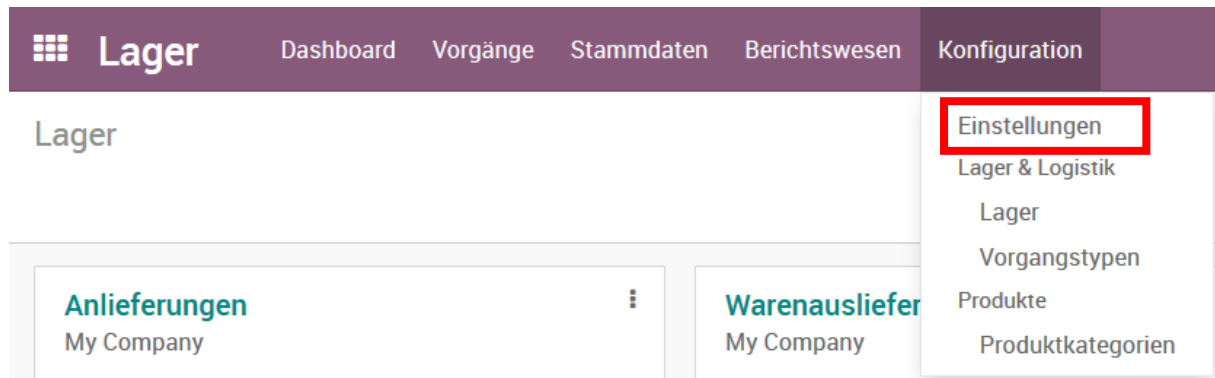 Lager Dashboard Vorgänge Stammdaten Berichtswesen Konfiguration
Lager
Einstellungen
Lager & Logistik
Lager
Vorgangstypen
Produkte
Produktkategorien
Anlieferungen
My Company
Warenausliefer
My Company